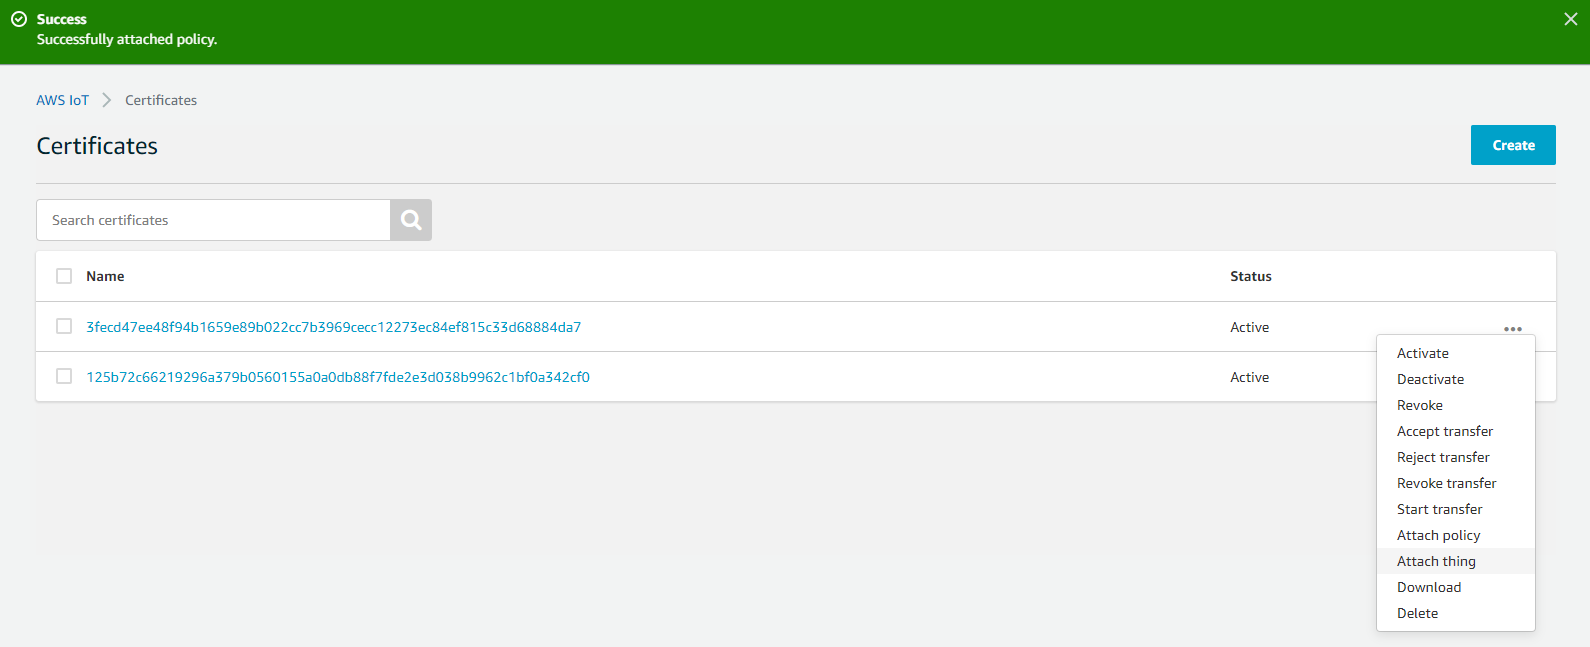 Success
Successfully attached policy.
AWS IoT
Certificates
Certificates
Create
Search certificates
Name
Status
3fecd47ee48f94b1659e89b022cc7b3969cecc12273ec84ef815c33d68884da7
Active
125b72c66219296a379b0560155a0a0db88f7fde2e3d038b9962c1bf0a342cf0
Active
Activate
Deactivate
Revoke
Accept transfer
Reject transfer
Revoke transfer
Start transfer
Attach policy
Attach thing
Download
Delete